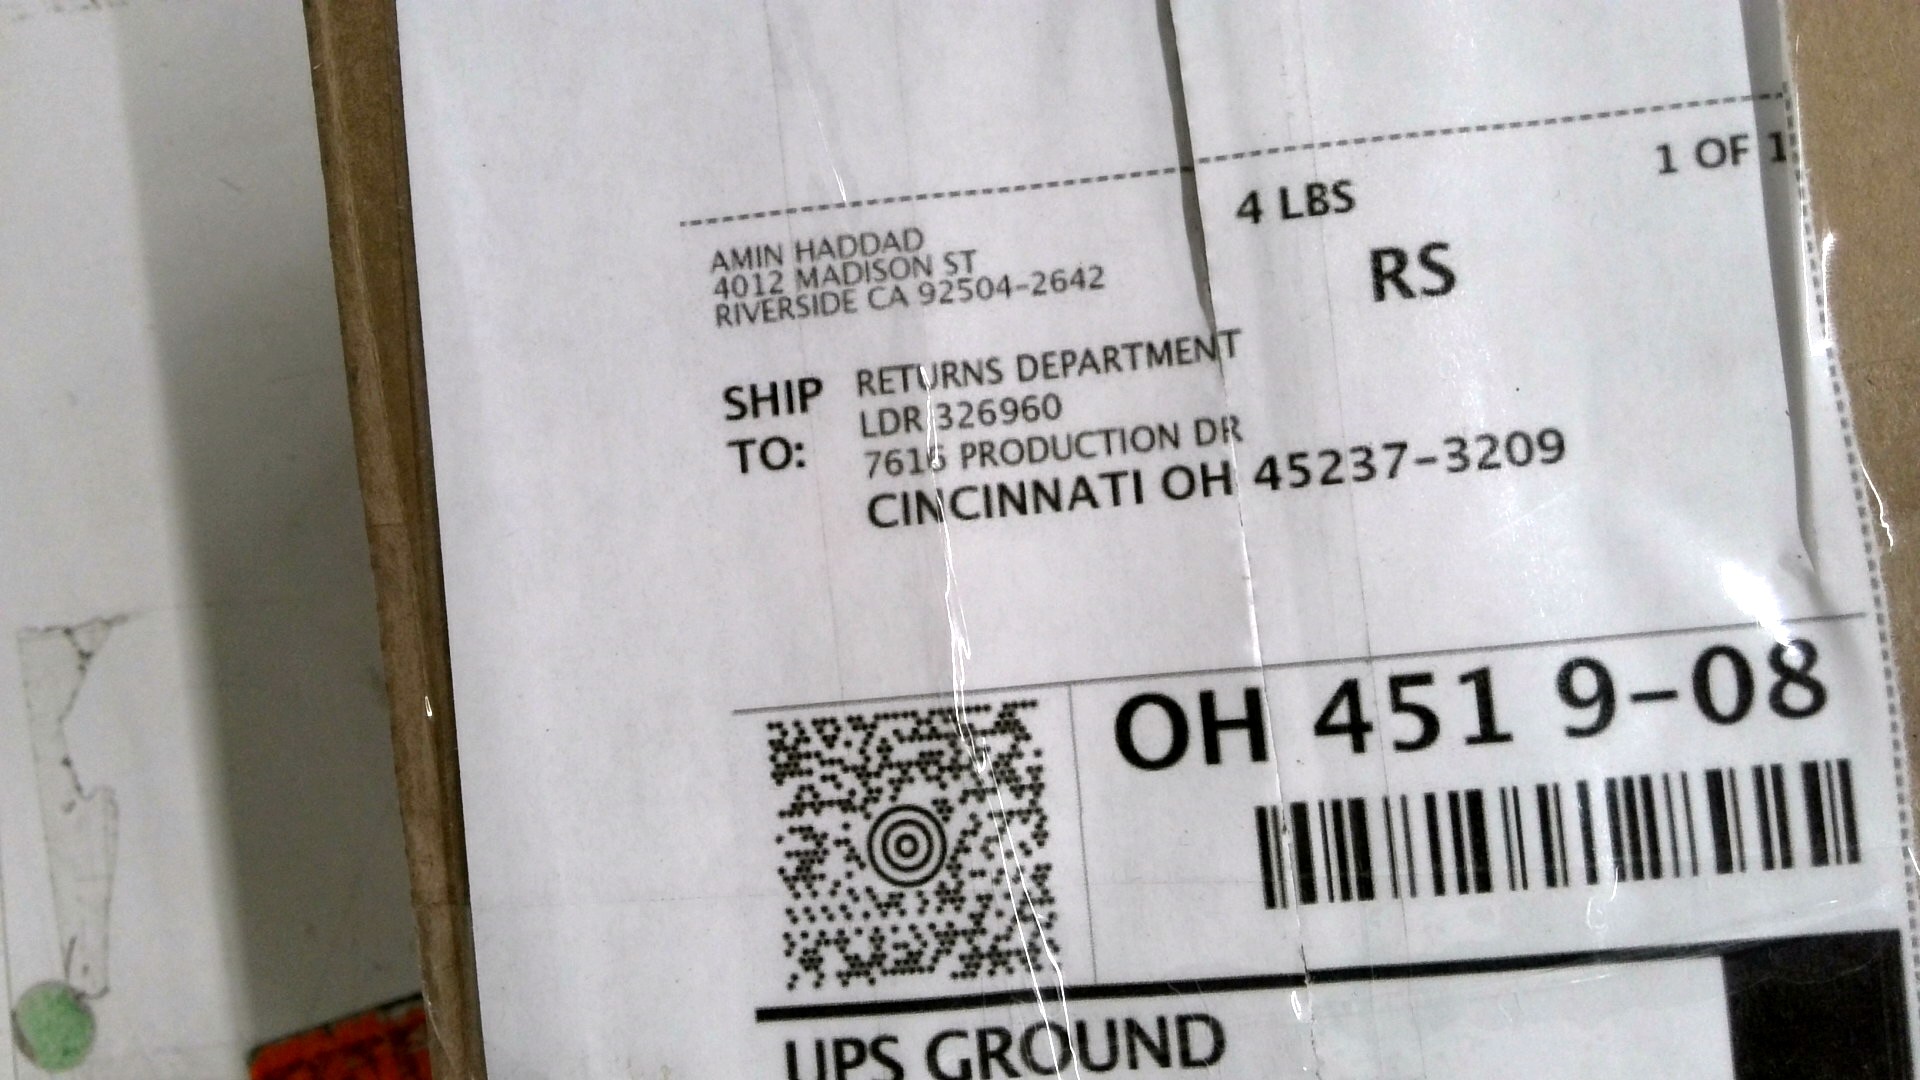 1 OF 1
4 LBS
RS
AMIN HADDAD
4012 MADISON ST
RIVERSIDE CA 92504-2642
SHIP TO:
RETURNS DEPARTMENT
LDR 326960
PRODUCTION DR
CINCINNATI OH 45237-3209
OH 451 9-08
UPS GROUND